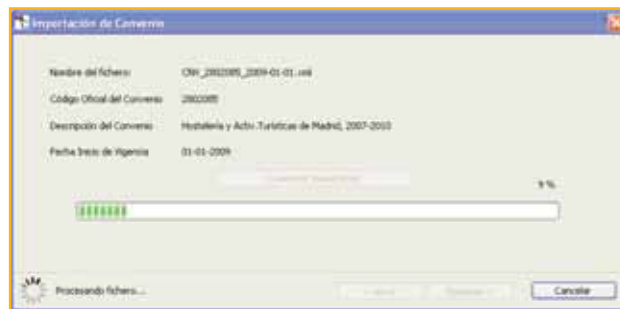 Importación de Convenio
Nombre del fichero: CNV_2802085_2009-01-01.xml
Código Oficial del Convenio 2802085
Descripción del Convenio Hostelería y Activ.Turísticas de Madrid, 2007-2010
Fecha Inicio de Vigencia 01-01-2009
9 %
Procesando fichero...
Cancelar